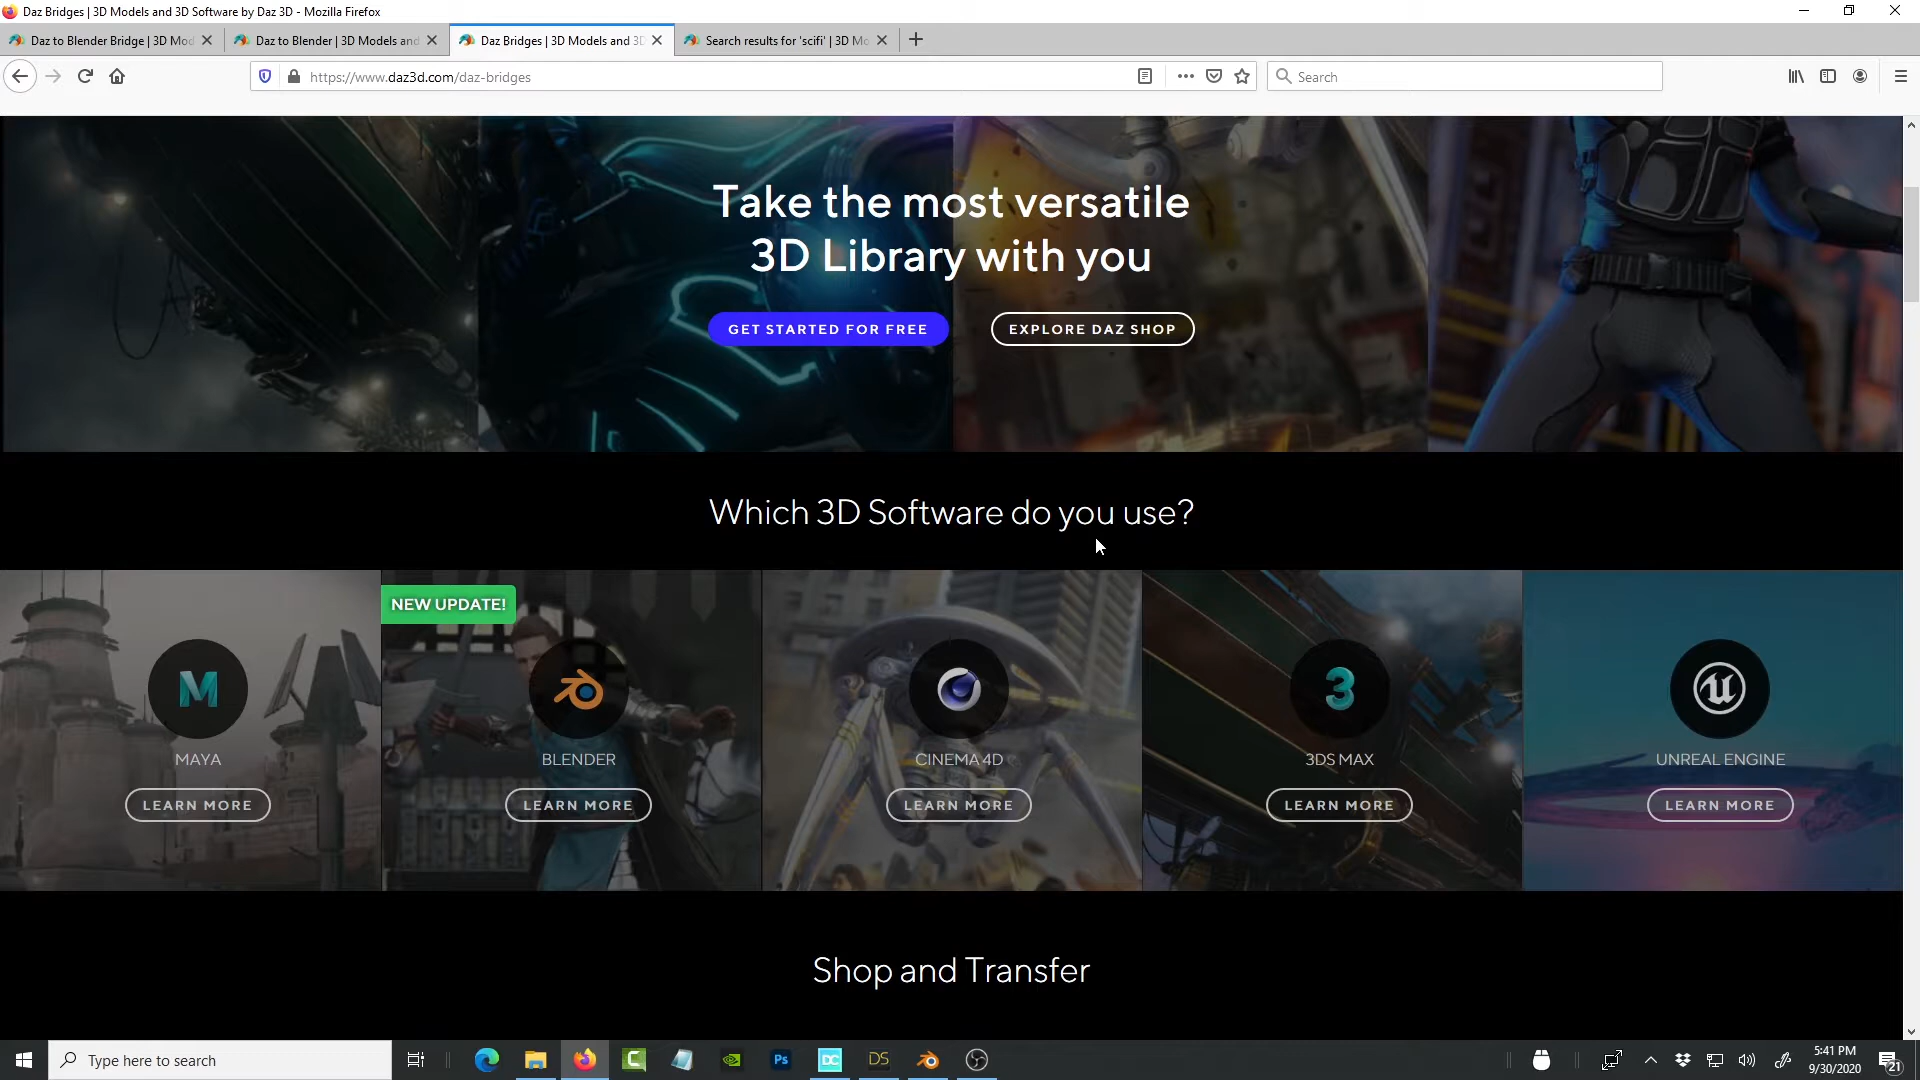 Daz Bridges | 3D Models and 3D Software by Daz 3D - Mozilla Firefox
Daz to Blender Bridge | 3D Mod
Daz to Blender | 3D Models and
Daz Bridges | 3D Models and 3D
Search results for 'scifi' | 3D Mo
https://www.daz3d.com/daz-bridges
Search
Take the most versatile
3D Library with you
GET STARTED FOR FREE
EXPLORE DAZ SHOP
Which 3D Software do you use?
NEW UPDATE!
MAYA
BLENDER
CINEMA 4D
3DS MAX
UNREAL ENGINE
LEARN MORE
LEARN MORE
LEARN MORE
LEARN MORE
LEARN MORE
Shop and Transfer
Type here to search
Ps
DC
DS
5:41 PM
9/30/2020
21